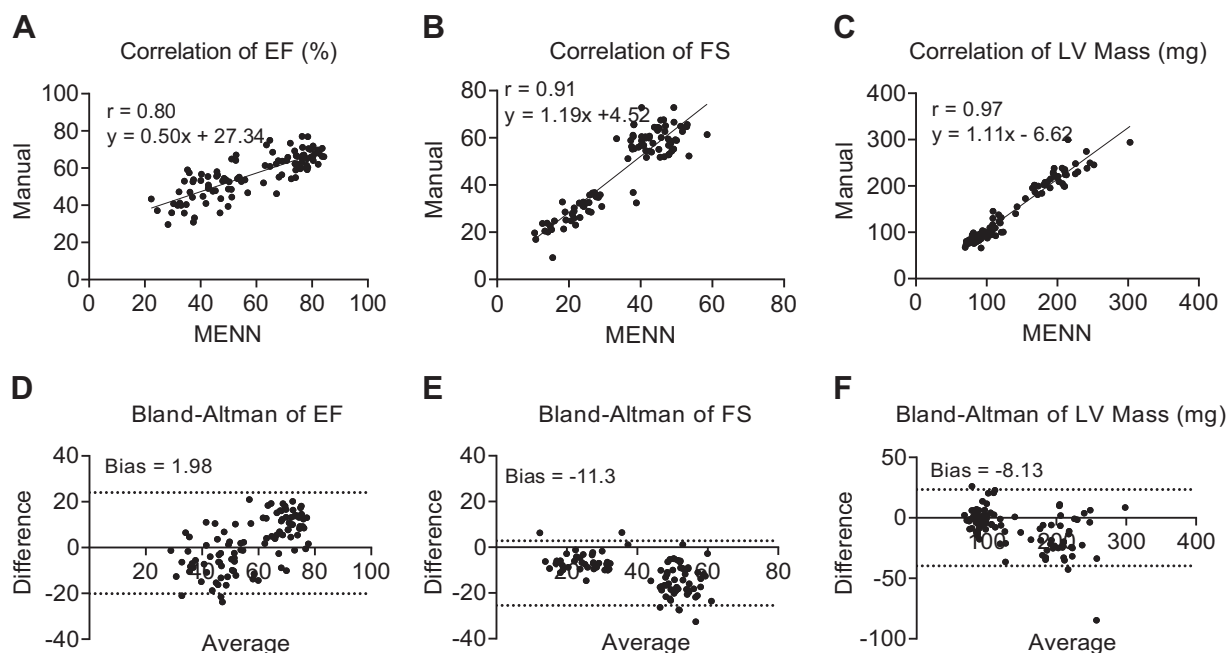 A
Correlation of EF (%)
r = 0.80
y = 0.50x + 27.34
Manual
100
80
60
40
20
0
0 20 40 60 80 100
MENN
B
Correlation of FS
r = 0.91
y = 1.19x +4.52
Manual
80
60
40
20
0
0 20 40 60 80
MENN
C
Correlation of LV Mass (mg)
r = 0.97
y = 1.11x - 6.62
Manual
400
300
200
100
0
0 100 200 300 400
MENN
D
Bland-Altman of EF
Bias = 1.98
Difference
40
20
0
-20
-40
20 40 60 80 100
Average
E
Bland-Altman of FS
Bias = -11.3
Difference
40
20
0
-20
-40
20 40 60 80
Average
F
Bland-Altman of LV Mass (mg)
Bias = -8.13
Difference
50
0
-50
-100
100 200 300 400
Average